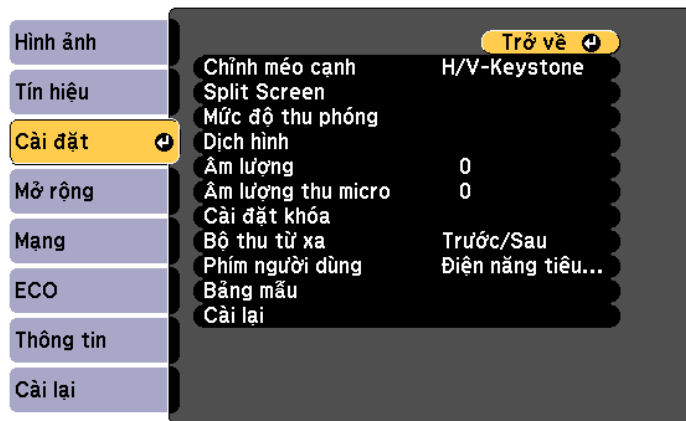 Hình ảnh
Tín hiệu
Cài đặt
Mở rộng
Mạng
ECO
Thông tin
Cài lại
Trở về
Chỉnh méo cạnh H/V-Keystone
Split Screen
Mức độ thu phóng
Dịch hình
Âm lượng 0
Âm lượng thu micro 0
Cài đặt khóa
Bộ thu từ xa Trước/Sau
Phím người dùng Điện năng tiêu...
Bảng mẫu
Cài lại